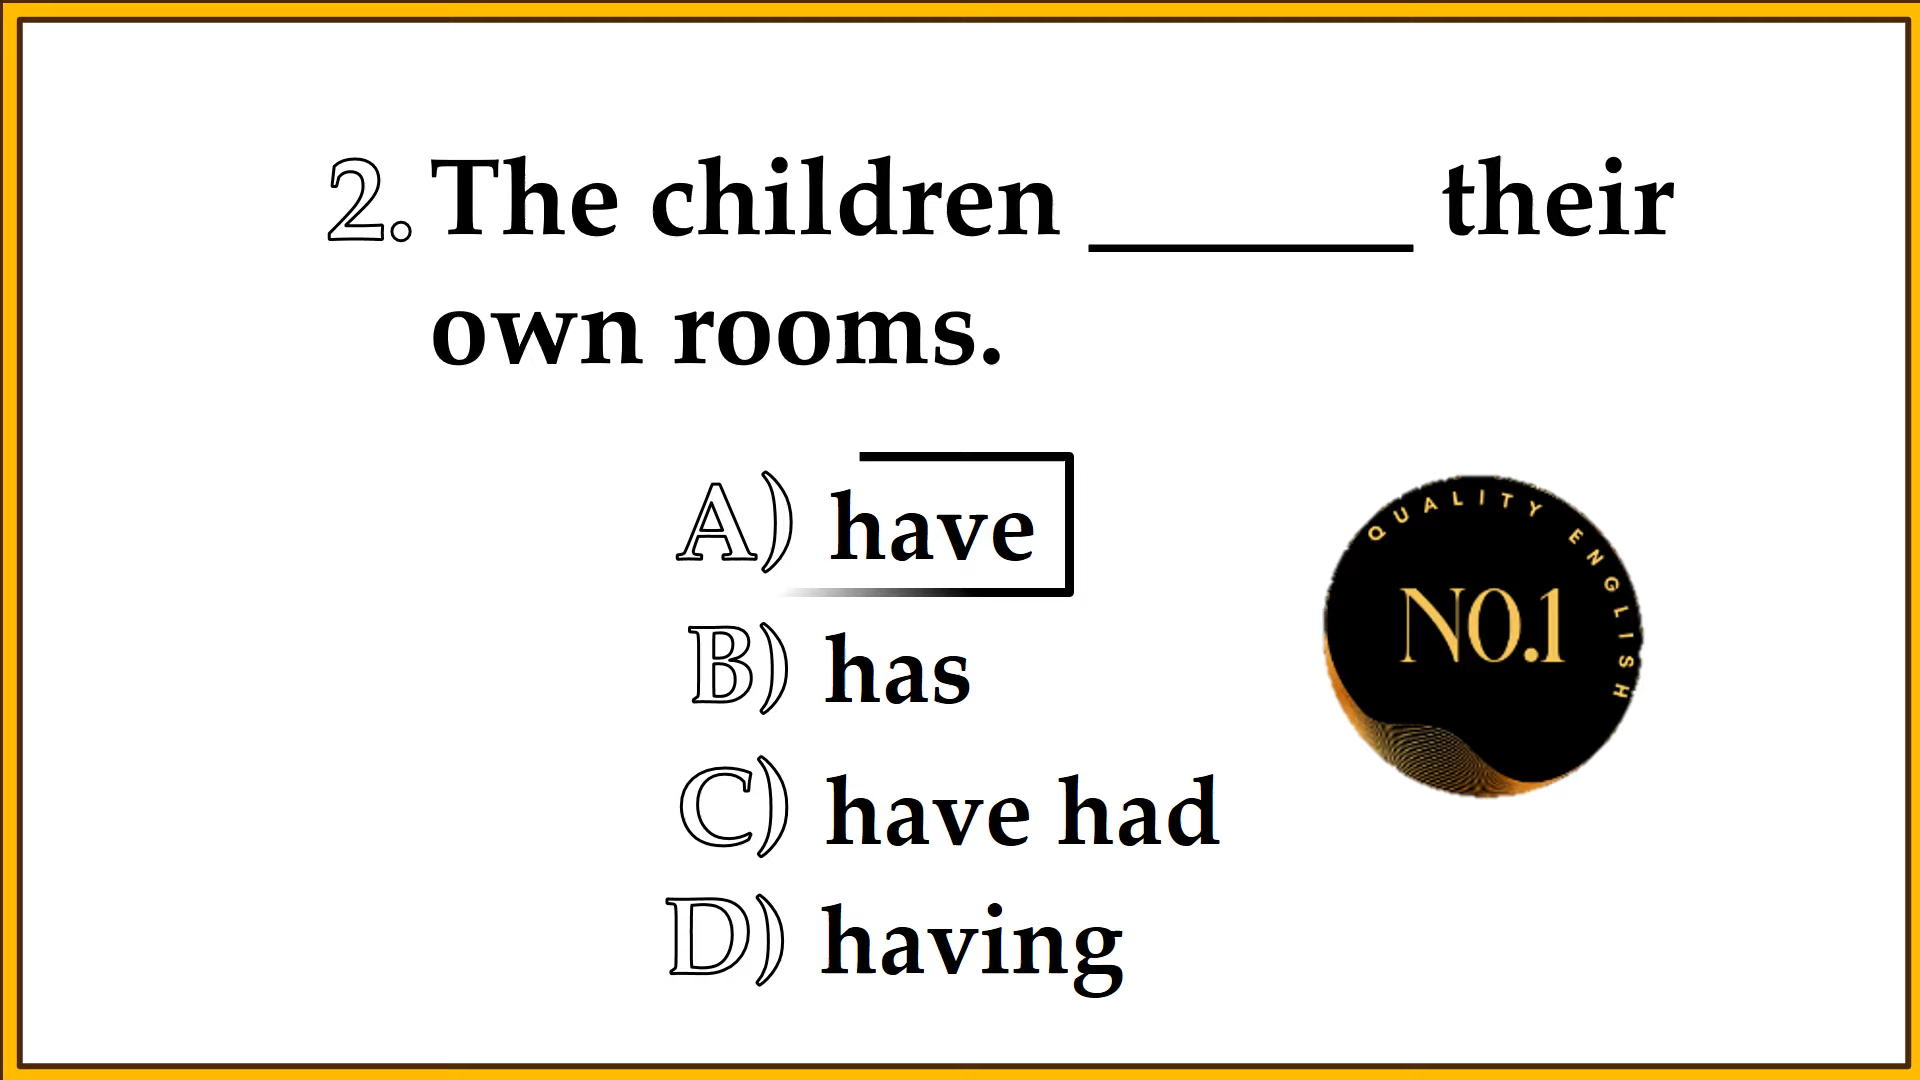 2. The children ______ their
own rooms.
A) have
B) has
C) have had
D) having
QUALITY ENGLISH
NO.1